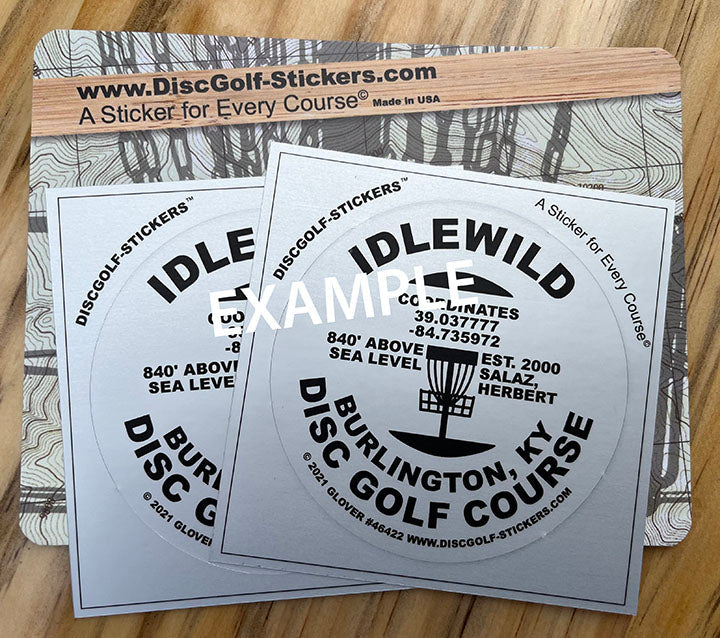 www.DiscGolf-Stickers.com
A Sticker for Every Course© Made in USA
DISCGOLF-STICKERS™
IDLE
COO
840' ABOVE
SEA LEVEL
BURL
DISC G
© 2021 GLOVER
DISCGOLF-STICKERS™
A Sticker for Every Course©
IDLEWILD
EXAMPLE
COORDINATES
39.037777
-84.735972
840' ABOVE
SEA LEVEL
EST. 2000
SALAZ,
HERBERT
BURLINGTON, KY
DISC GOLF COURSE
© 2021 GLOVER #46422 WWW.DISCGOLF-STICKERS.COM